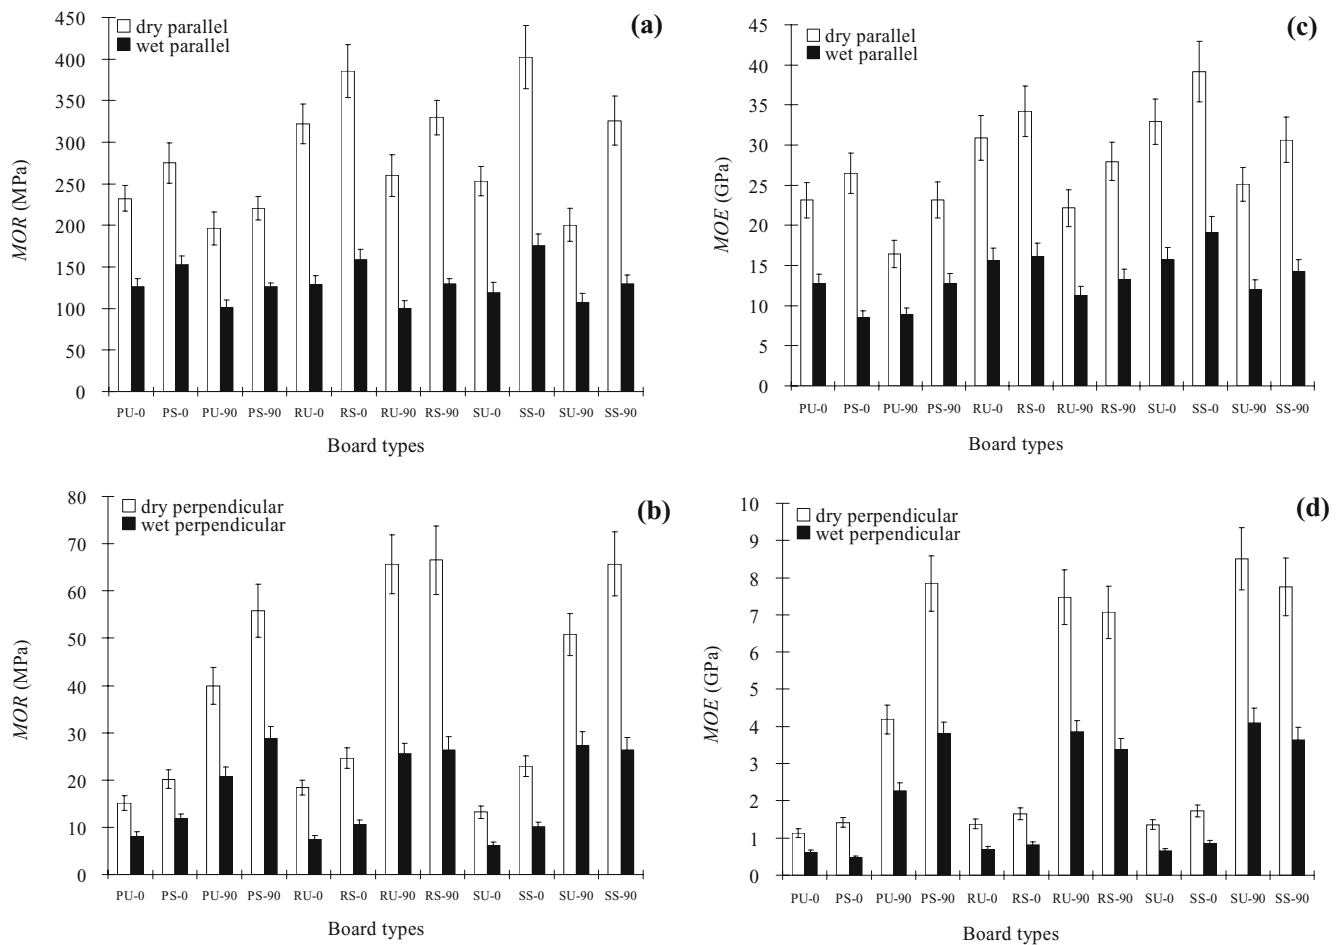 (a)
dry parallel
wet parallel
450
400
350
300
250
200
150
100
50
0
MOR (MPa)
PU-0 PS-0 PU-90 PS-90 RU-0 RS-0 RU-90 RS-90 SU-0 SS-0 SU-90 SS-90
Board types
(c)
dry parallel
wet parallel
45
40
35
30
25
20
15
10
5
0
MOE (GPa)
PU-0 PS-0 PU-90 PS-90 RU-0 RS-0 RU-90 RS-90 SU-0 SS-0 SU-90 SS-90
Board types
(b)
dry perpendicular
wet perpendicular
80
70
60
50
40
30
20
10
0
MOR (MPa)
PU-0 PS-0 PU-90 PS-90 RU-0 RS-0 RU-90 RS-90 SU-0 SS-0 SU-90 SS-90
Board types
(d)
dry perpendicular
wet perpendicular
10
9
8
7
6
5
4
3
2
1
0
MOE (GPa)
PU-0 PS-0 PU-90 PS-90 RU-0 RS-0 RU-90 RS-90 SU-0 SS-0 SU-90 SS-90
Board types